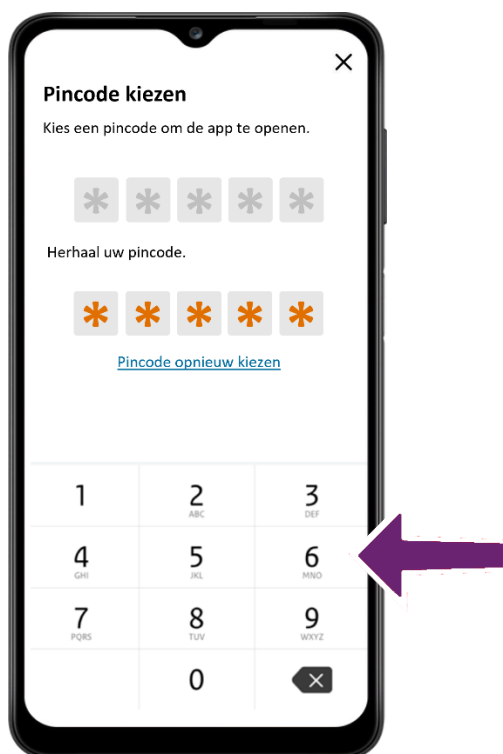 Pincode kiezen
Kies een pincode om de app te openen.
* * * * *
Herhaal uw pincode.
* * * * *
Pincode opnieuw kiezen
1 2 3
ABC DEF
4 5 6
GHI JKL MNO
7 8 9
PQRS TUV WXYZ
0